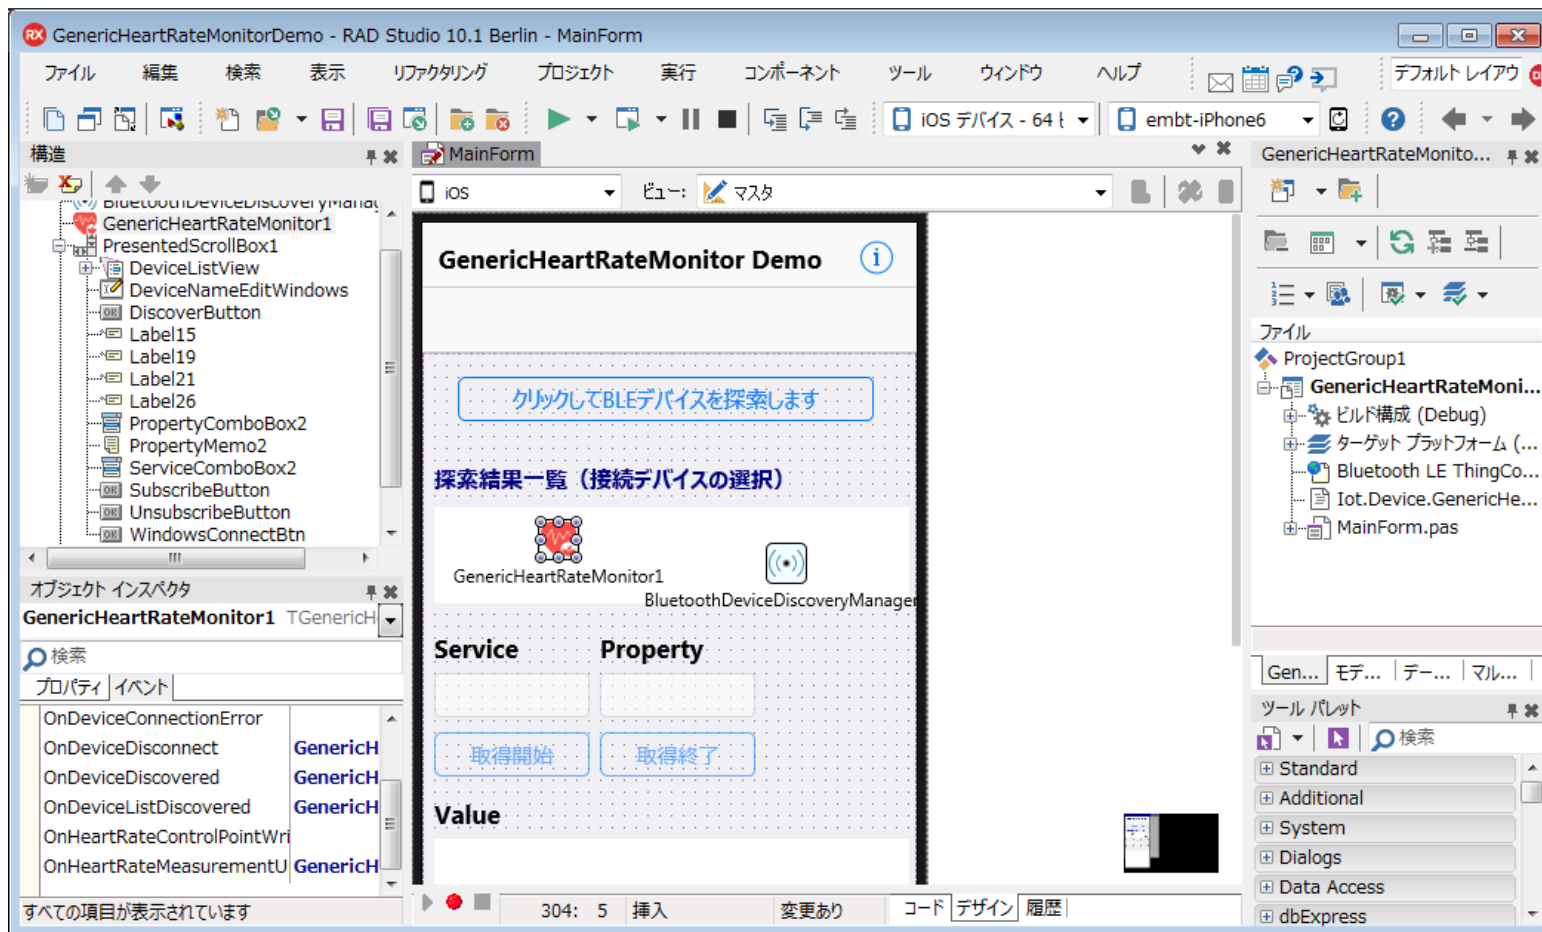 GenericHeartRateMonitorDemo - RAD Studio 10.1 Berlin - MainForm
ファイル 編集 検索 表示 リファクタリング プロジェクト 実行 コンポーネント ツール ウィンドウ ヘルプ デフォルト レイアウ
iOS デバイス - 64 embt-iPhone6
構造
BluetoothDeviceDiscoveryManag
GenericHeartRateMonitor1
PresentedScrollBox1
DeviceListView
DeviceNameEditWindows
DiscoverButton
Label15
Label19
Label21
Label26
PropertyComboBox2
PropertyMemo2
ServiceComboBox2
SubscribeButton
UnsubscribeButton
WindowsConnectBtn
オブジェクト インスペクタ
GenericHeartRateMonitor1 TGenericH
検索
プロパティ イベント
OnDeviceConnectionError
OnDeviceDisconnect GenericH
OnDeviceDiscovered GenericH
OnDeviceListDiscovered GenericH
OnHeartRateControlPointWri
OnHeartRateMeasurementU GenericH
すべての項目が表示されています
MainForm
iOS ビュー: マスタ
GenericHeartRateMonitor Demo
クリックしてBLEデバイスを探索します
探索結果一覧（接続デバイスの選択）
GenericHeartRateMonitor1
BluetoothDeviceDiscoveryManager
Service Property
取得開始 取得終了
Value
304: 5 挿入 変更あり コード デザイン 履歴
GenericHeartRateMonito...
ファイル
ProjectGroup1
GenericHeartRateMoni...
ビルド構成 (Debug)
ターゲット プラットフォーム (...
Bluetooth LE ThingCo...
Iot.Device.GenericHe...
MainForm.pas
Gen... モデ... デー... マル...
ツール パレット
検索
Standard
Additional
System
Dialogs
Data Access
dbExpress